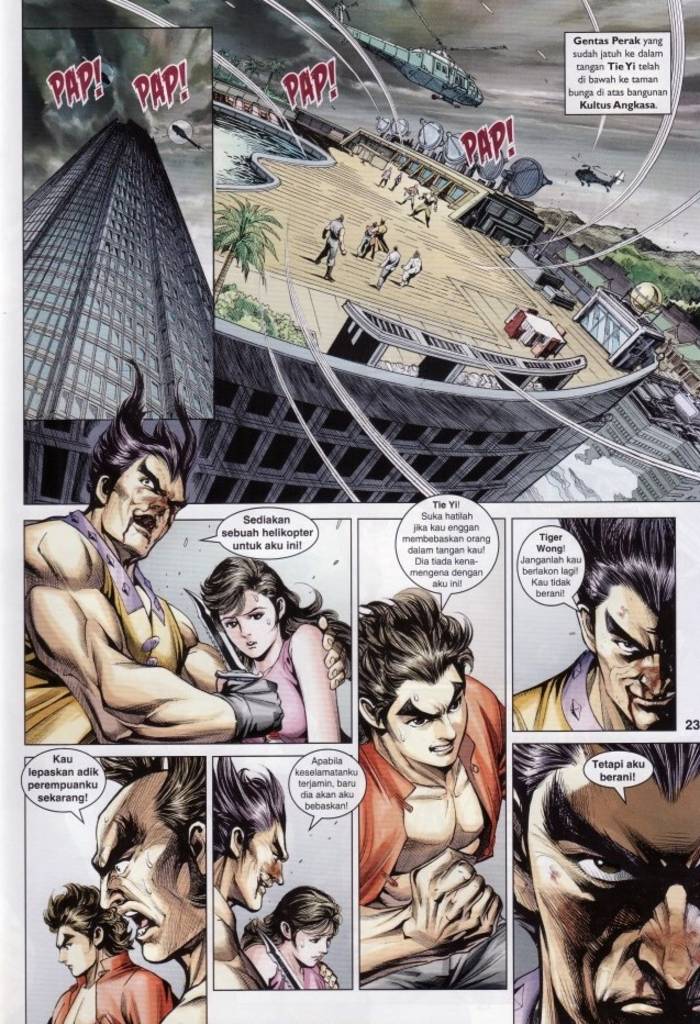 PAP!
PAP!
PAP!
PAP!
Gentas Perak yang
sudah jatuh ke dalam
tangan Tie Yi telah
di bawah ke taman
bunga di atas bangunan
Kultus Angkasa.
Sediakan
sebuah helikopter
untuk aku ini!
Tie Yi!
Suka hatilah
jika kau enggan
membebaskan orang
dalam tangan kau!
Dia tiada kena-
mengena dengan
aku ini!
Tiger
Wong!
Janganlah kau
berlakon lagi!
Kau tidak
berani!
23
Kau
lepaskan adik
perempuanku
sekarang!
Apabila
keselamatanku
terjamin, baru
dia akan aku
bebaskan!
Tetapi aku
berani!